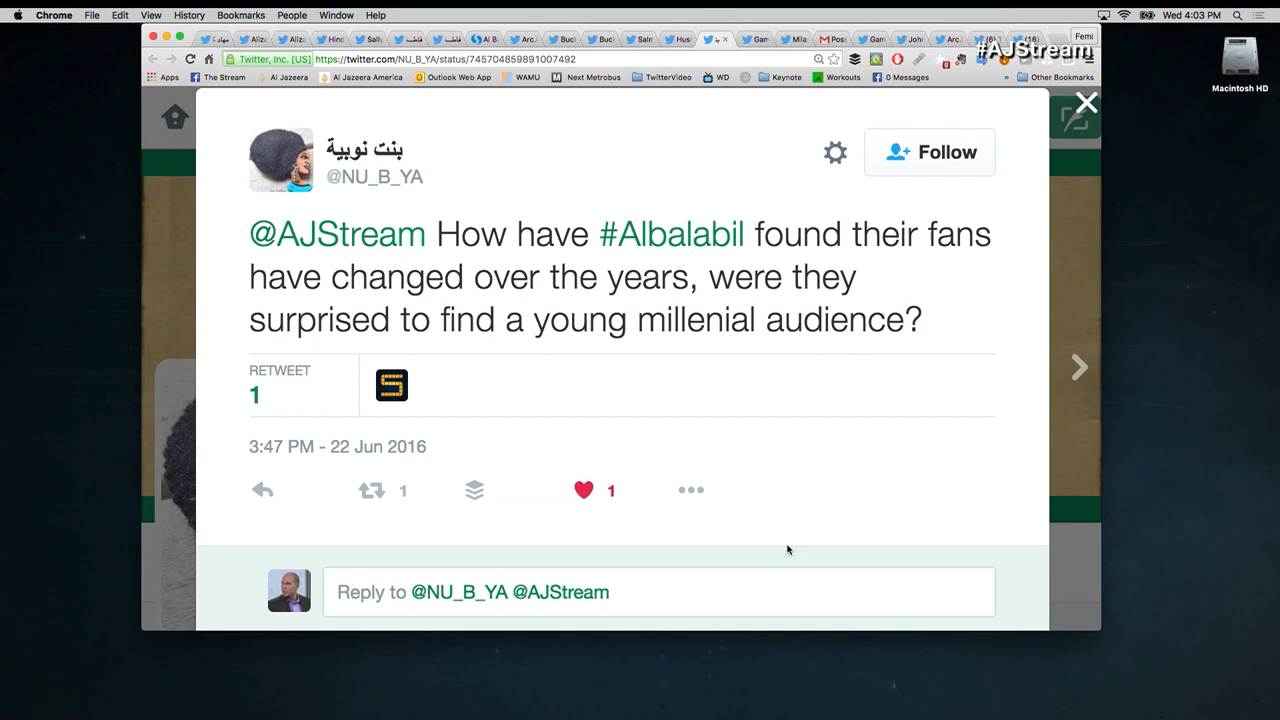 Chrome File Edit View History Bookmarks People Window Help Wed 4:03 PM
Femi
#AJStream
Twitter, Inc. [US] https://twitter.com/NU_B_YA/status/745704859891007492
Apps The Stream Al Jazeera Al Jazeera America Outlook Web App WAMU Next Metrobus TwitterVideo WD Keynote Workouts 0 Messages » Other Bookmarks
Macintosh HD
بنت نوبية
@NU_B_YA
Follow
@AJStream How have #Albalabil found their fans
have changed over the years, were they
surprised to find a young millenial audience?
RETWEET
1
3:47 PM - 22 Jun 2016
1 1
Reply to @NU_B_YA @AJStream